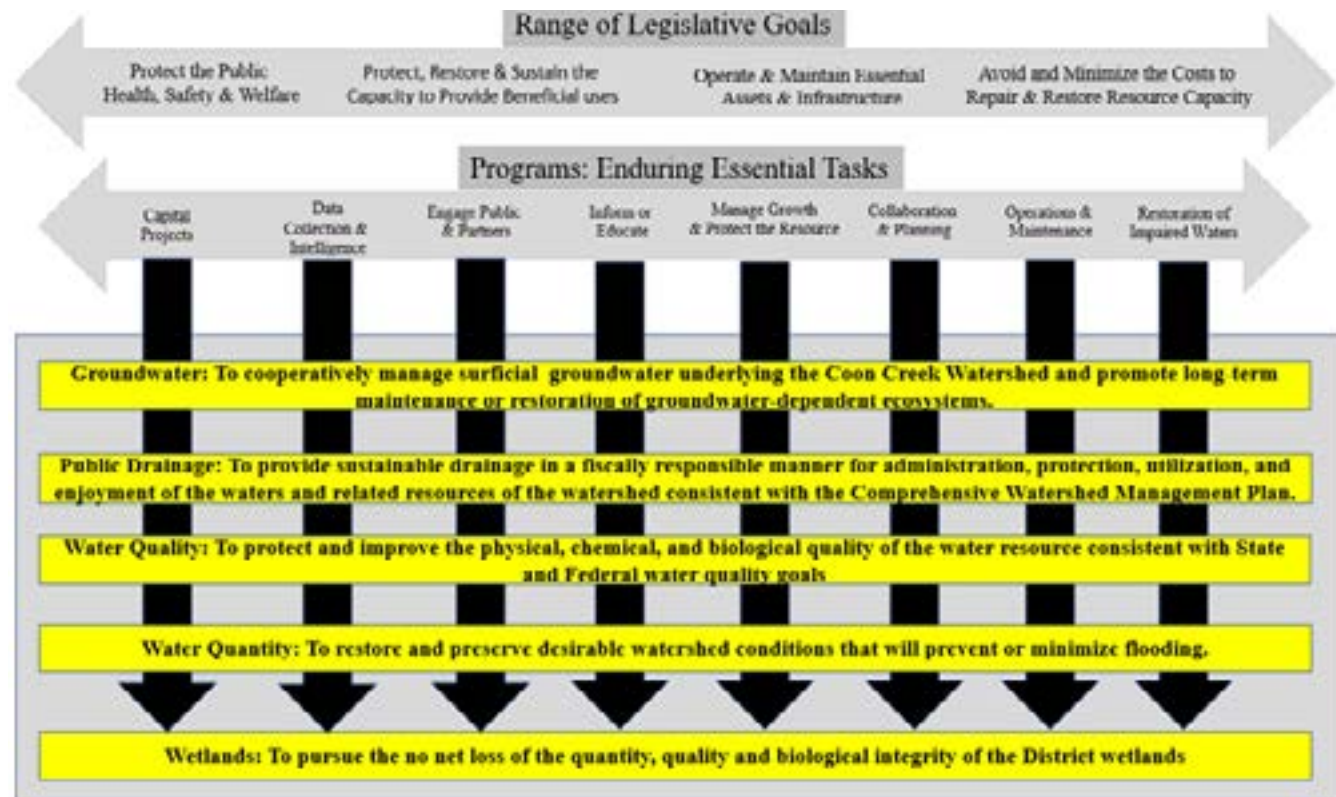 Range of Legislative Goals
Protect the Public
Health, Safety & Welfare
Protect, Restore & Sustain the
Capacity to Provide Beneficial uses
Operate & Maintain Essential
Assets & Infrastructure
Avoid and Minimize the Costs to
Repair & Restore Resource Capacity
Programs: Enduring Essential Tasks
Capital
Projects
Data
Collection &
Intelligence
Engage Public
& Partners
Inform or
Educate
Manage Growth
& Protect the Resource
Collaboration
& Planning
Operations &
Maintenance
Restoration of
Impaired Waters
Groundwater: To cooperatively manage surficial groundwater underlying the Coon Creek Watershed and promote long-term
maintenance or restoration of groundwater-dependent ecosystems.
Public Drainage: To provide sustainable drainage in a fiscally responsible manner for administration, protection, utilization, and
enjoyment of the waters and related resources of the watershed consistent with the Comprehensive Watershed Management Plan.
Water Quality: To protect and improve the physical, chemical, and biological quality of the water resource consistent with State
and Federal water quality goals
Water Quantity: To restore and preserve desirable watershed conditions that will prevent or minimize flooding.
Wetlands: To pursue the no net loss of the quantity, quality and biological integrity of the District wetlands